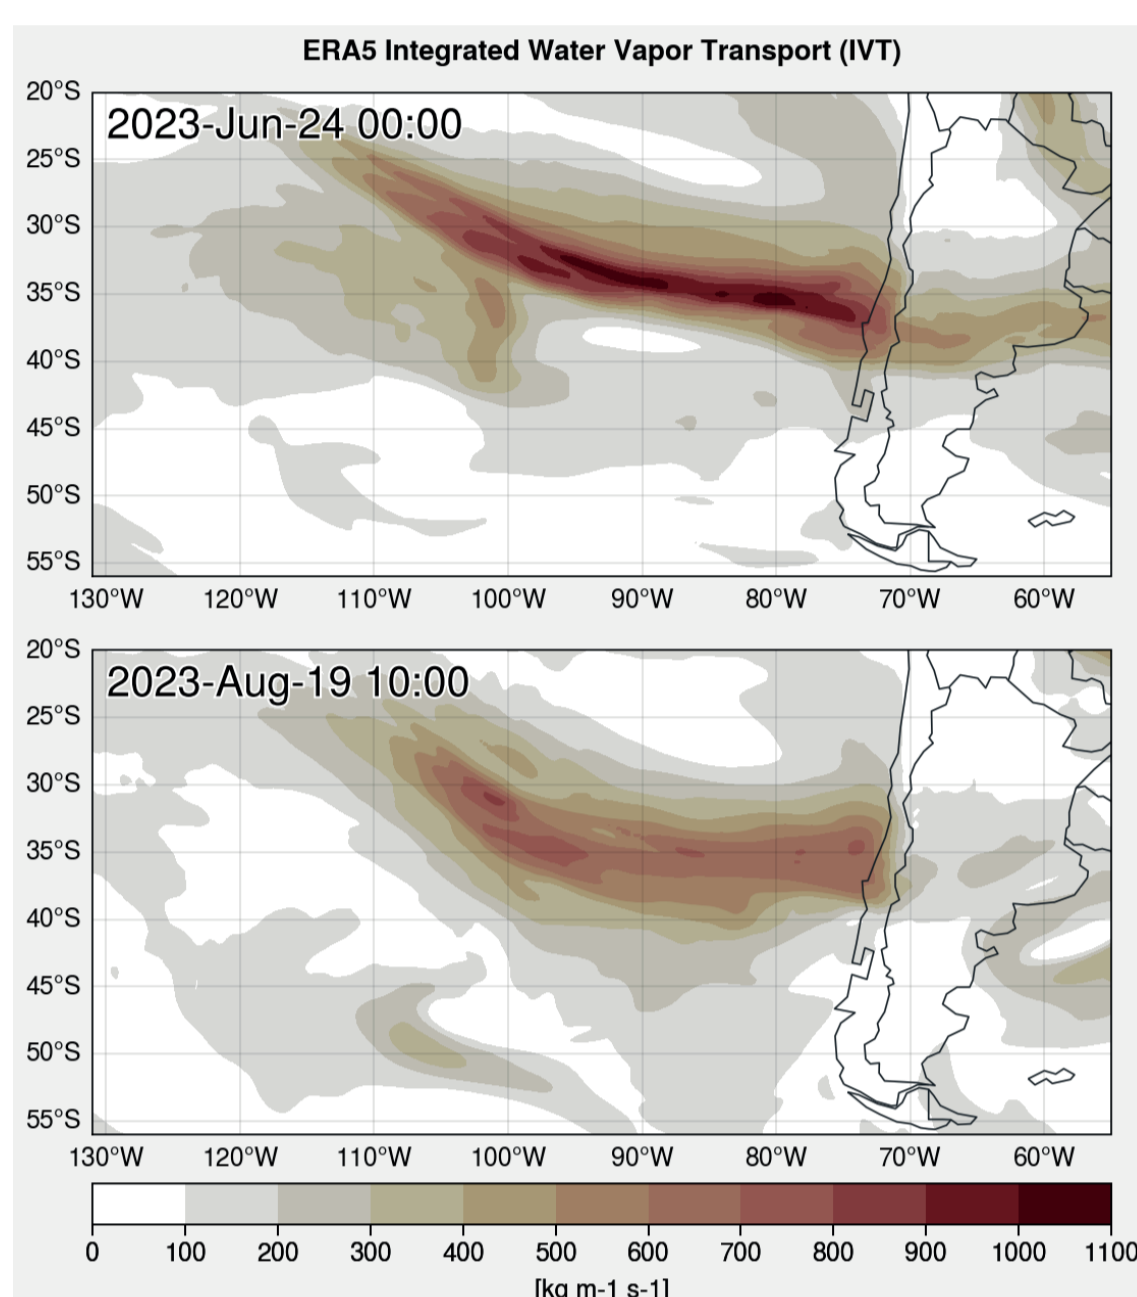 ERA5 Integrated Water Vapor Transport (IVT)
20°S
2023-Jun-24 00:00
25°S
30°S
35°S
40°S
45°S
50°S
55°S
130°W 120°W 110°W 100°W 90°W 80°W 70°W 60°W
20°S
2023-Aug-19 10:00
25°S
30°S
35°S
40°S
45°S
50°S
55°S
130°W 120°W 110°W 100°W 90°W 80°W 70°W 60°W
0 100 200 300 400 500 600 700 800 900 1000 1100
[kg m-1 s-1]